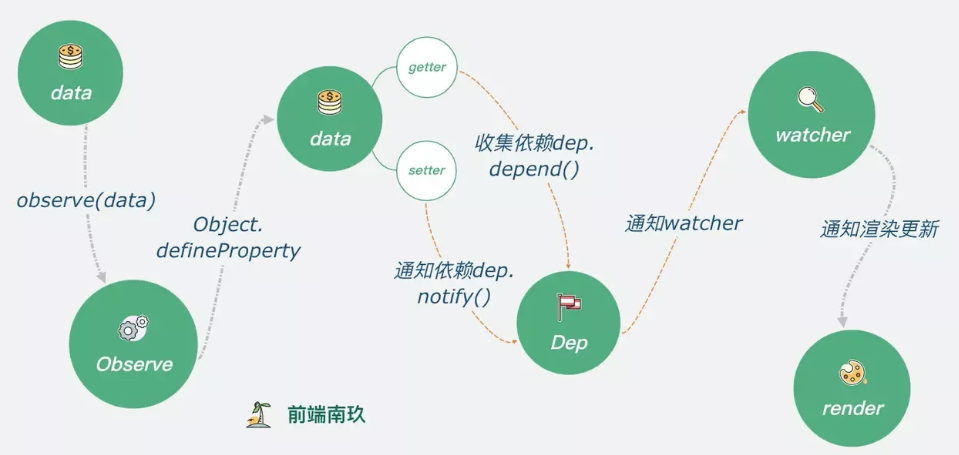 data
observe(data)
Observe
Object.
defineProperty
data
getter
setter
收集依赖dep.
depend()
通知依赖dep.
notify()
Dep
通知watcher
watcher
通知渲染更新
render
前端南玖